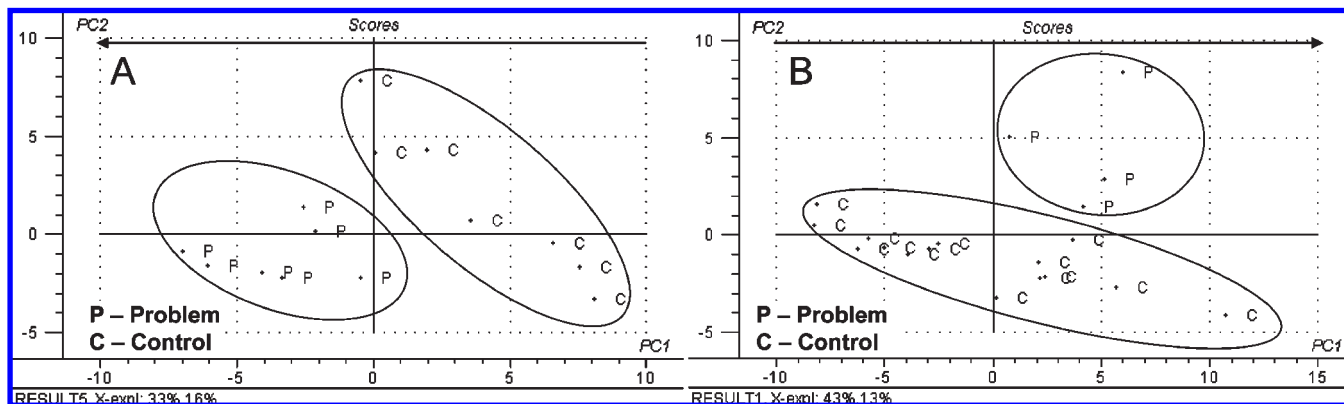 PC2 Scores
10
A
C
C C
5
P C
P
0
P C
P C
P P P C
P – Problem
C – Control
-5
PC1
-10 -5 0 5 10
RESULT5, X-expl: 33% 16%
PC2 Scores
10
B
P
5
P
P
P
C
C
0
C C C
C C C C C
C
C C
C C
C
P – Problem
C – Control
-5
PC1
-10 -5 0 5 10 15
RESULT1, X-expl: 43% 13%